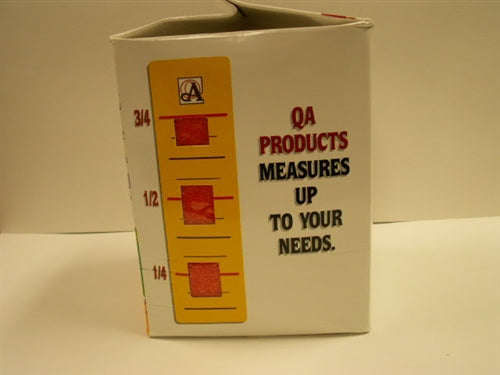 QA
PRODUCTS
MEASURES
UP
TO YOUR
NEEDS.
A
3/4
1/2
1/4